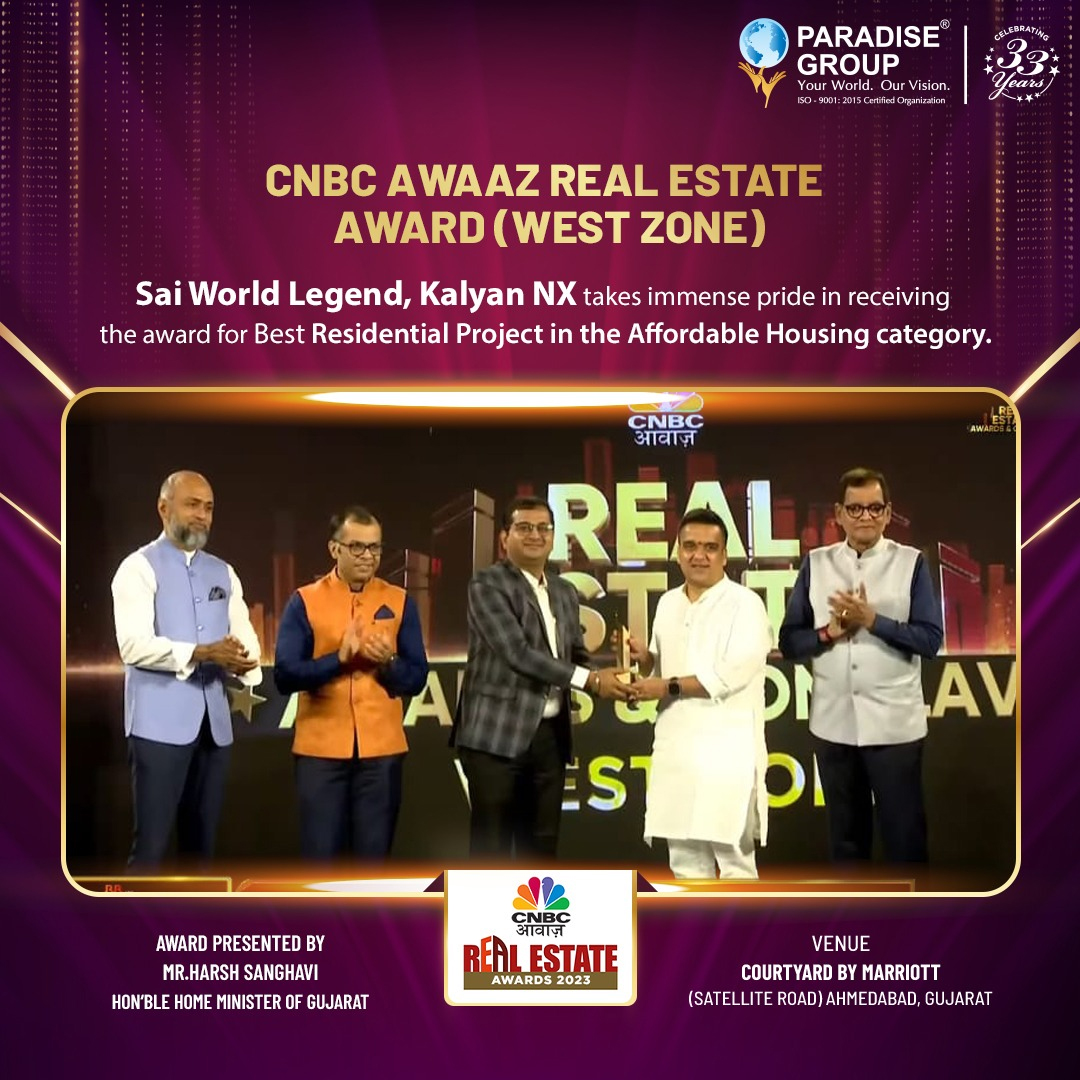 PARADISE®
GROUP
Your World. Our Vision.
ISO - 9001: 2015 Certified Organization
CELEBRATING
33
Years
CNBC AWAAZ REAL ESTATE
AWARD (WEST ZONE)
Sai World Legend, Kalyan NX takes immense pride in receiving
the award for Best Residential Project in the Affordable Housing category.
CNBC
आवाज़
REAL
AWARD PRESENTED BY
MR.HARSH SANGHAVI
HON'BLE HOME MINISTER OF GUJARAT
CNBC
आवाज़
REAL ESTATE
AWARDS 2023
VENUE
COURTYARD BY MARRIOTT
(SATELLITE ROAD) AHMEDABAD, GUJARAT